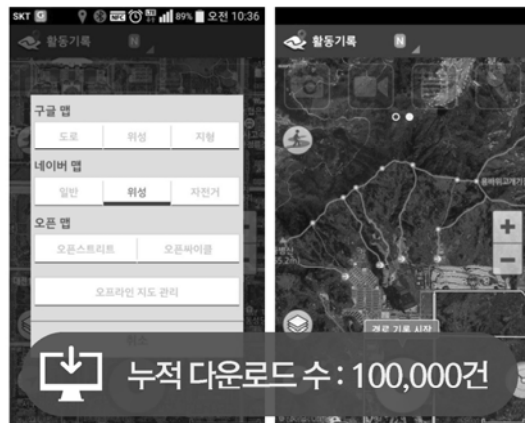 SKT G NFC 89% 오전 10:36
활동기록 N
구글 맵
도로 위성 지형
네이버 맵
일반 위성 자전거
오픈 맵
오픈스트리트 오픈싸이클
오프라인 지도 관리
취소
활동기록 N
+
−
경로 기록 시작
누적 다운로드 수 : 100,000건